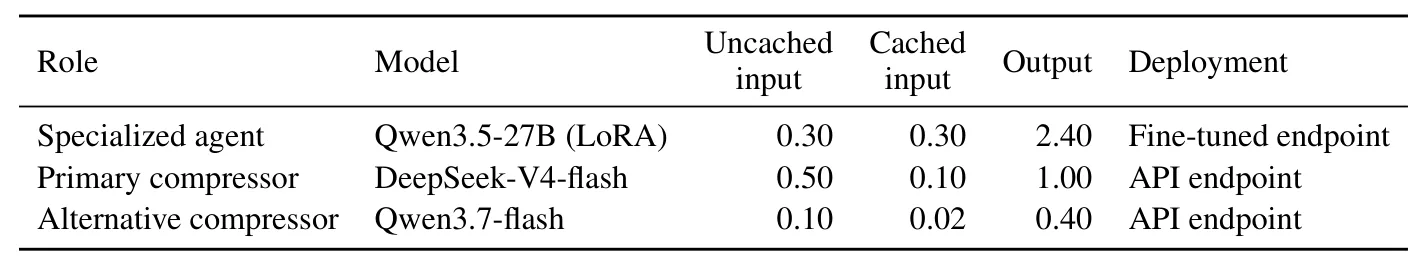 Role Model Uncached input Cached input Output Deployment
Specialized agent Qwen3.5-27B (LoRA) 0.30 0.30 2.40 Fine-tuned endpoint
Primary compressor DeepSeek-V4-flash 0.50 0.10 1.00 API endpoint
Alternative compressor Qwen3.7-flash 0.10 0.02 0.40 API endpoint